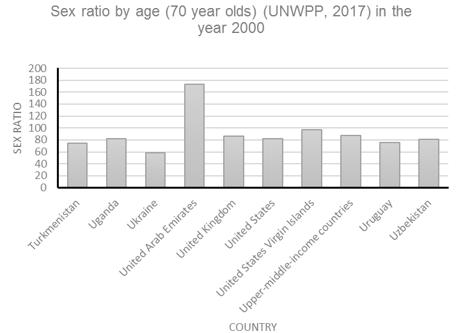 Sex ratio by age (70 year olds) (UNWPP, 2017) in the
year 2000
200
180
160
140
120
100
80
60
40
20
0
SEX RATIO
Turkmenistan
Uganda
Ukraine
United Arab Emirates
United Kingdom
United States
United States Virgin Islands
Upper-middle-income countries
Uruguay
Uzbekistan
COUNTRY